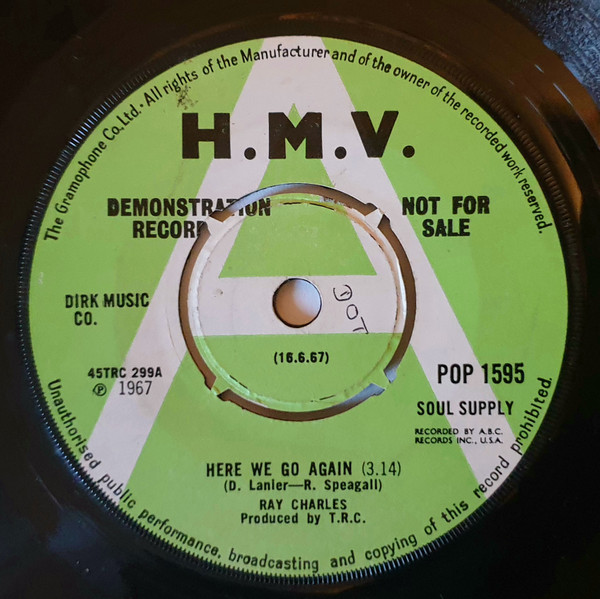 The Gramophone Co. Ltd · All rights of the Manufacturer and of the owner of the recorded work reserved.
A
H.M.V.
DEMONSTRATION
RECORD
NOT FOR
SALE
DIRK MUSIC
CO.
(16.6.67)
45TRC 299A
Ⓟ 1967
POP 1595
SOUL SUPPLY
RECORDED BY A.B.C.
RECORDS INC., U.S.A.
HERE WE GO AGAIN (3.14)
(D. Lanier—R. Speagall)
RAY CHARLES
Produced by T.R.C.
Unauthorised public performance, broadcasting and copying of this record prohibited.